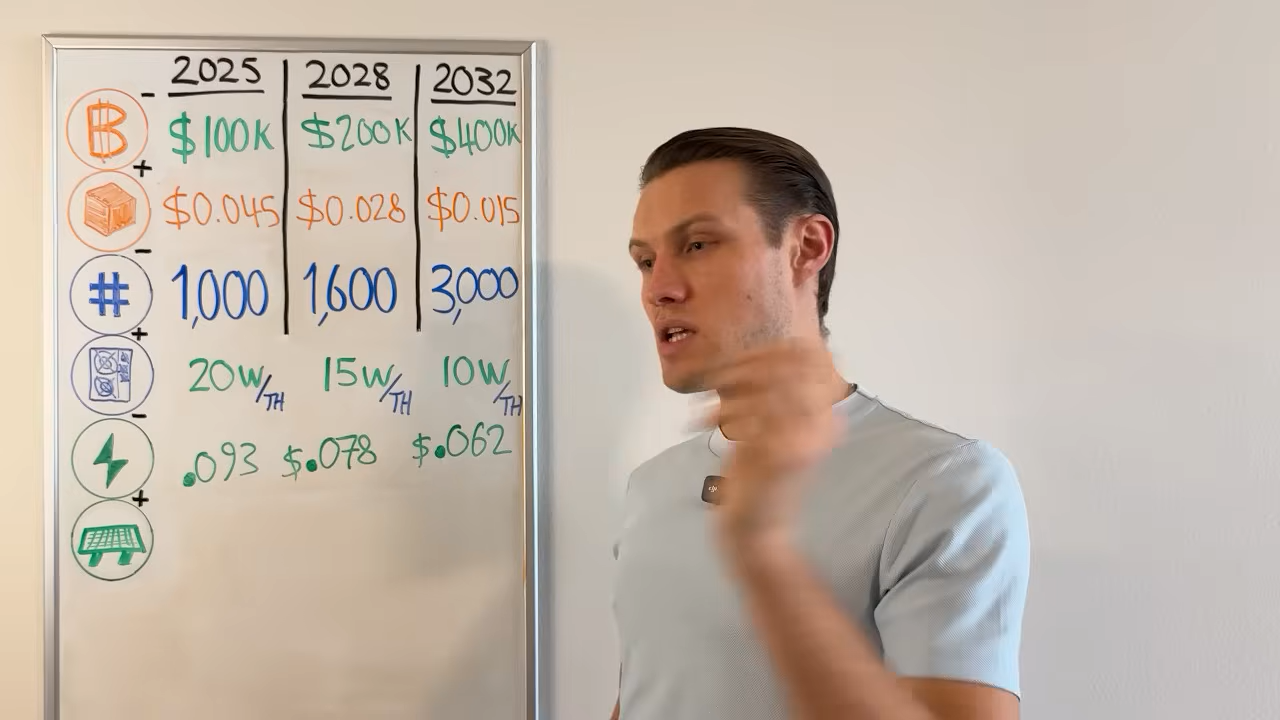 2025 2028 2032
- ₿ $100K $200K $400K
+ $0.045 $0.028 $0.015
- # 1,000 1,600 3,000
+ 20W/TH 15W/TH 10W/TH
- .093 $.078 $.062
+
dji